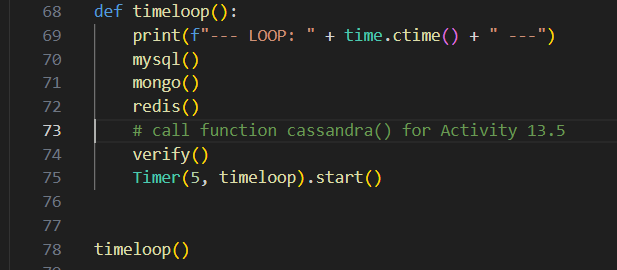 68 def timeloop():
69     print(f"--- LOOP: " + time.ctime() + " ---")
70     mysql()
71     mongo()
72     redis()
73     # call function cassandra() for Activity 13.5
74     verify()
75     Timer(5, timeloop).start()
76
77
78 timeloop()